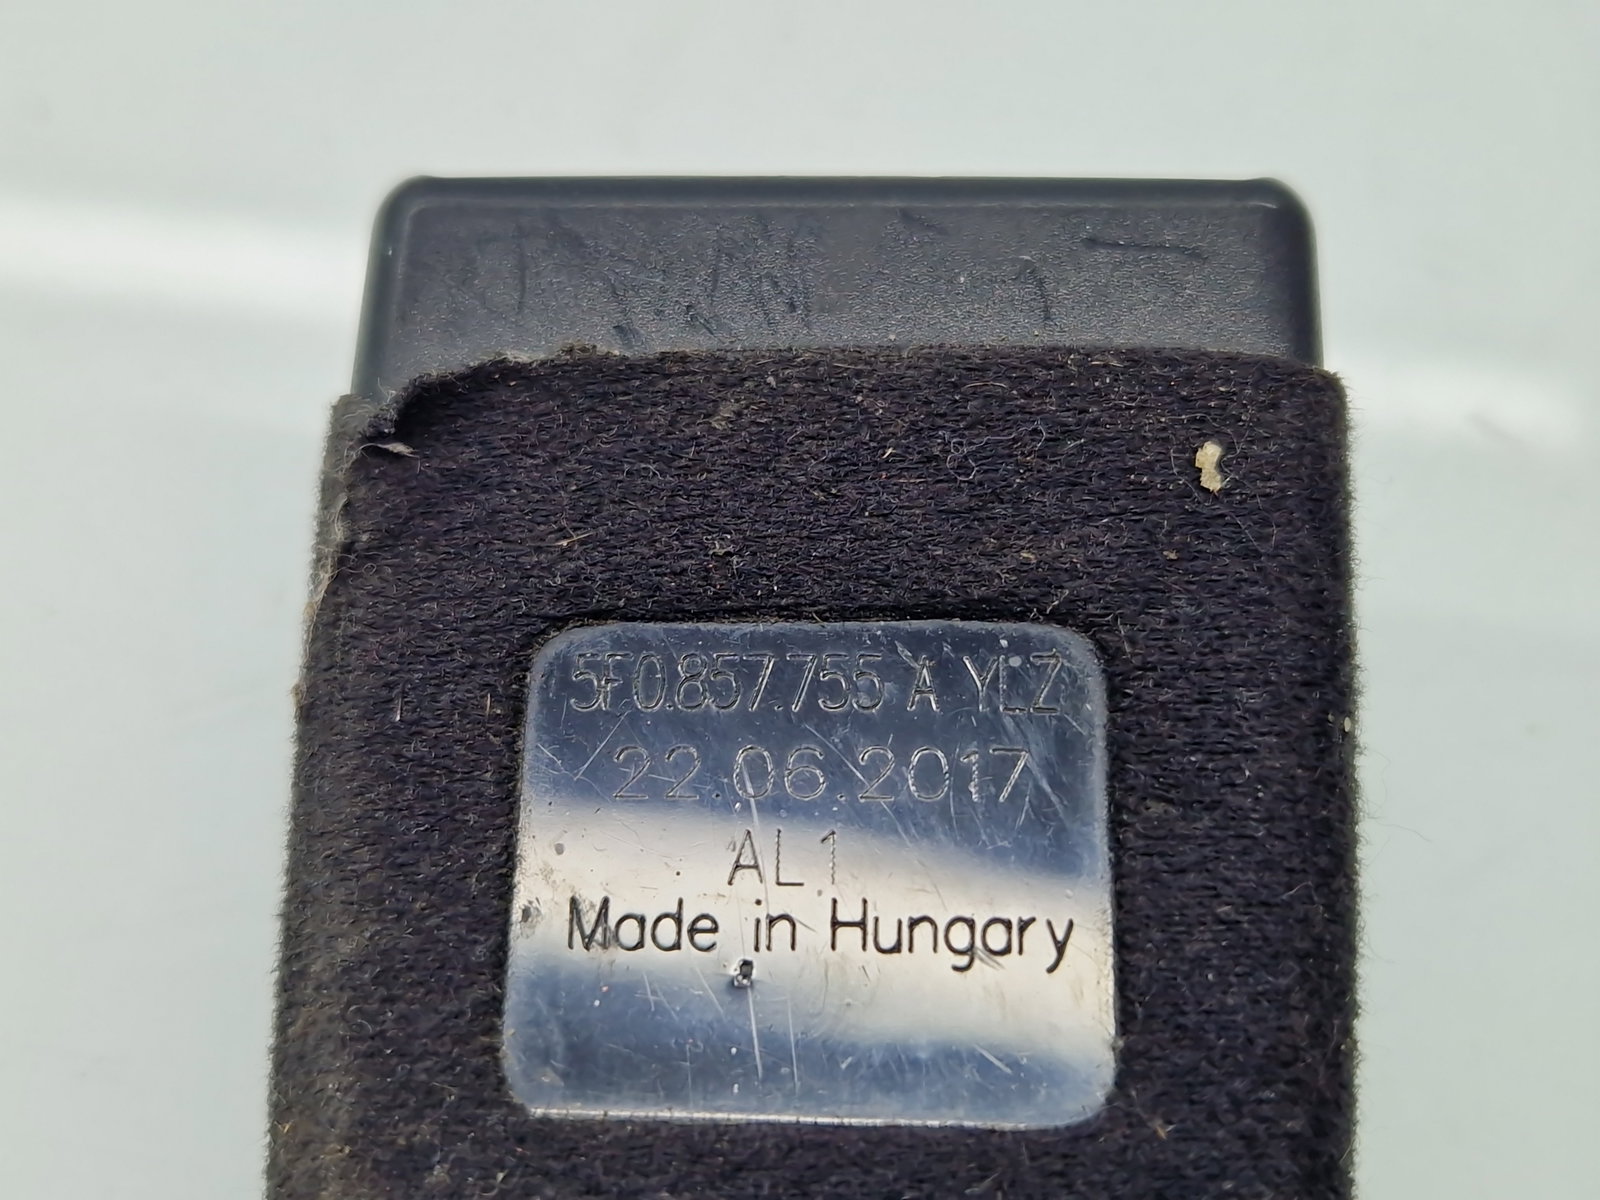 5F0.857.755 A YLZ
22.06.2017
AL1
Made in Hungary